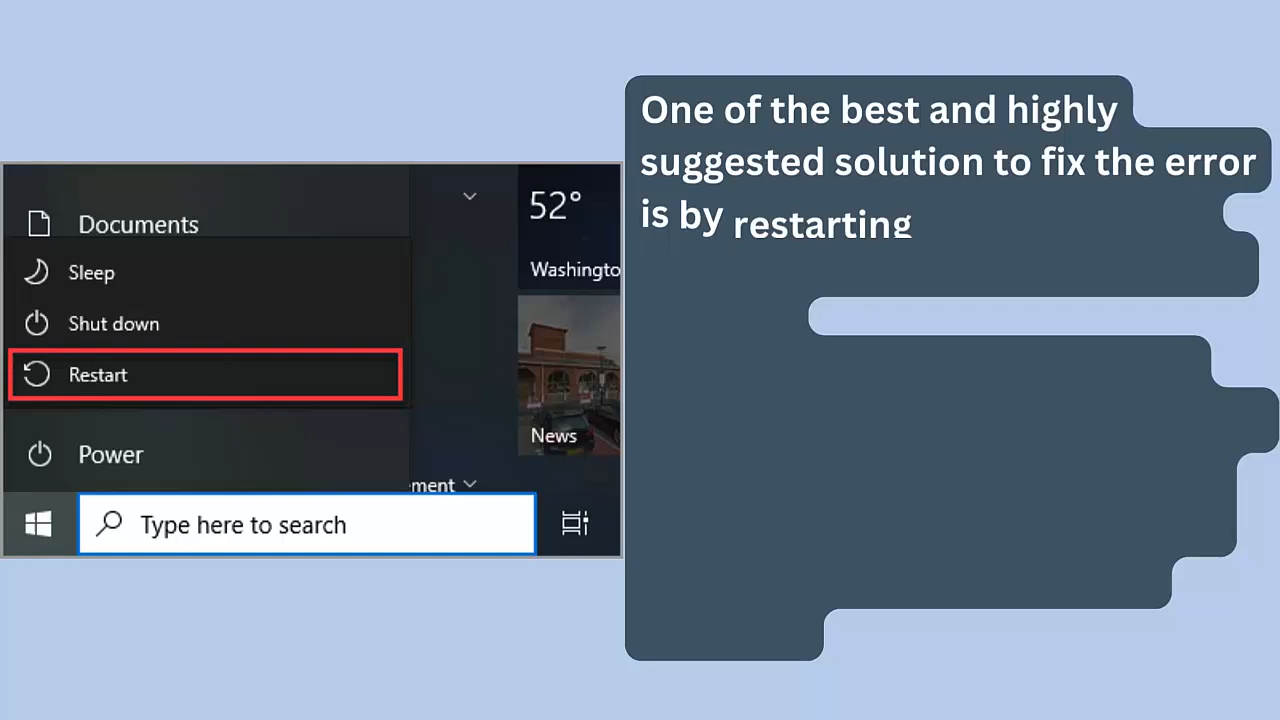 Documents
Sleep
Shut down
Restart
Power
Type here to search
52°
Washingto
News
ment
One of the best and highly
suggested solution to fix the error
is by restarting